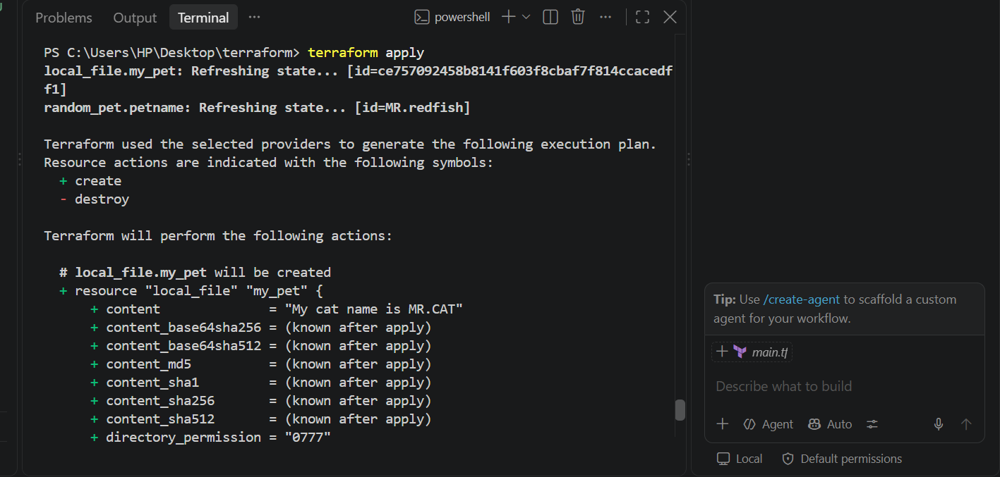 Problems Output Terminal ··· powershell
PS C:\Users\HP\Desktop\terraform> terraform apply
local_file.my_pet: Refreshing state... [id=ce757092458b8141f603f8cbaf7f814ccacedf
f1]
random_pet.petname: Refreshing state... [id=MR.redfish]
Terraform used the selected providers to generate the following execution plan.
Resource actions are indicated with the following symbols:
+ create
- destroy
Terraform will perform the following actions:
# local_file.my_pet will be created
+ resource "local_file" "my_pet" {
+ content = "My cat name is MR.CAT"
+ content_base64sha256 = (known after apply)
+ content_base64sha512 = (known after apply)
+ content_md5 = (known after apply)
+ content_sha1 = (known after apply)
+ content_sha256 = (known after apply)
+ content_sha512 = (known after apply)
+ directory_permission = "0777"
Tip: Use /create-agent to scaffold a custom
agent for your workflow.
main.tf
Describe what to build
Agent Auto
Local Default permissions